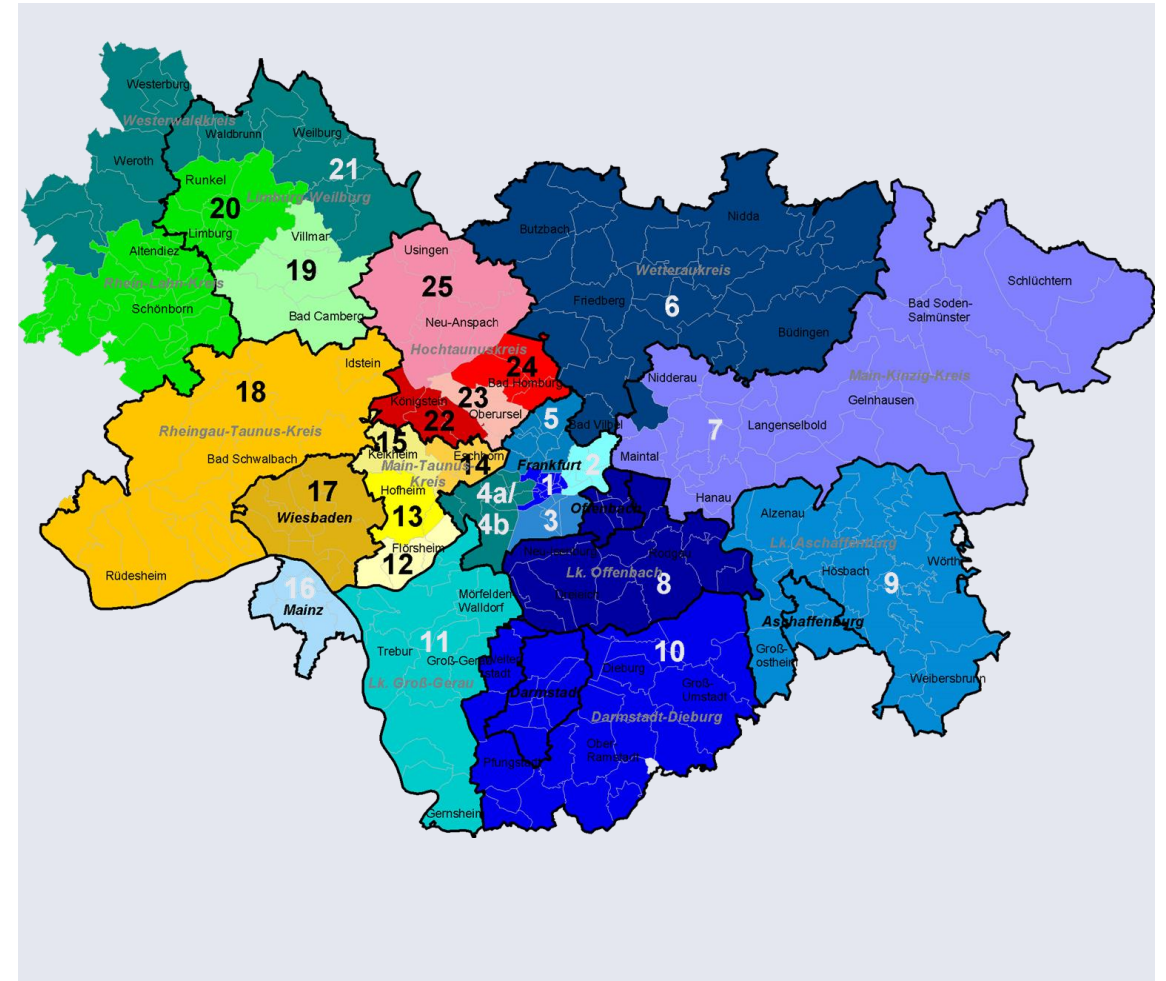 Westerburg
Westerwaldkreis
Waldbrunn
Weilburg
Weroth
21
Runkel
Limburg-Weilburg
20
Limburg
Villmar
Altendiez
19
Rhein-Lahn-Kreis
Schönborn
Bad Camberg
Usingen
25
Neu-Anspach
Hochtaunuskreis
Butzbach
Nidda
Wetteraukreis
Friedberg
6
Büdingen
Schlüchtern
Bad Soden-
Salmünster
Idstein
24
Bad Homburg
18
23
Königstein
Oberursel
22
Nidderau
Main-Kinzig-Kreis
Gelnhausen
7
Langenselbold
Rheingau-Taunus-Kreis
Bad Schwalbach
15
Kelkheim
Eschborn
Main-Taunus-
Kreis
14
5
Bad Vilbel
Frankfurt
2
Maintal
1
Hanau
17
Wiesbaden
Hofheim
13
4a/
4b
3
Offenbach
Alzenau
Lk. Aschaffenburg
Flörsheim
12
Neu-Isenburg
Rodgau
Lk. Offenbach
Dreieich
8
Hösbach
9
Wörth
Rüdesheim
16
Mainz
Mörfelden
Walldorf
Aschaffenburg
11
Trebur
Groß-Gerau
Weiter
stadt
Lk. Groß-Gerau
10
Dieburg
Groß-
Umstadt
Darmstadt
Darmstadt-Dieburg
Groß-
ostheim
Weibersbrunn
Ober-
Ramstadt
Pfungstadt
Gernsheim